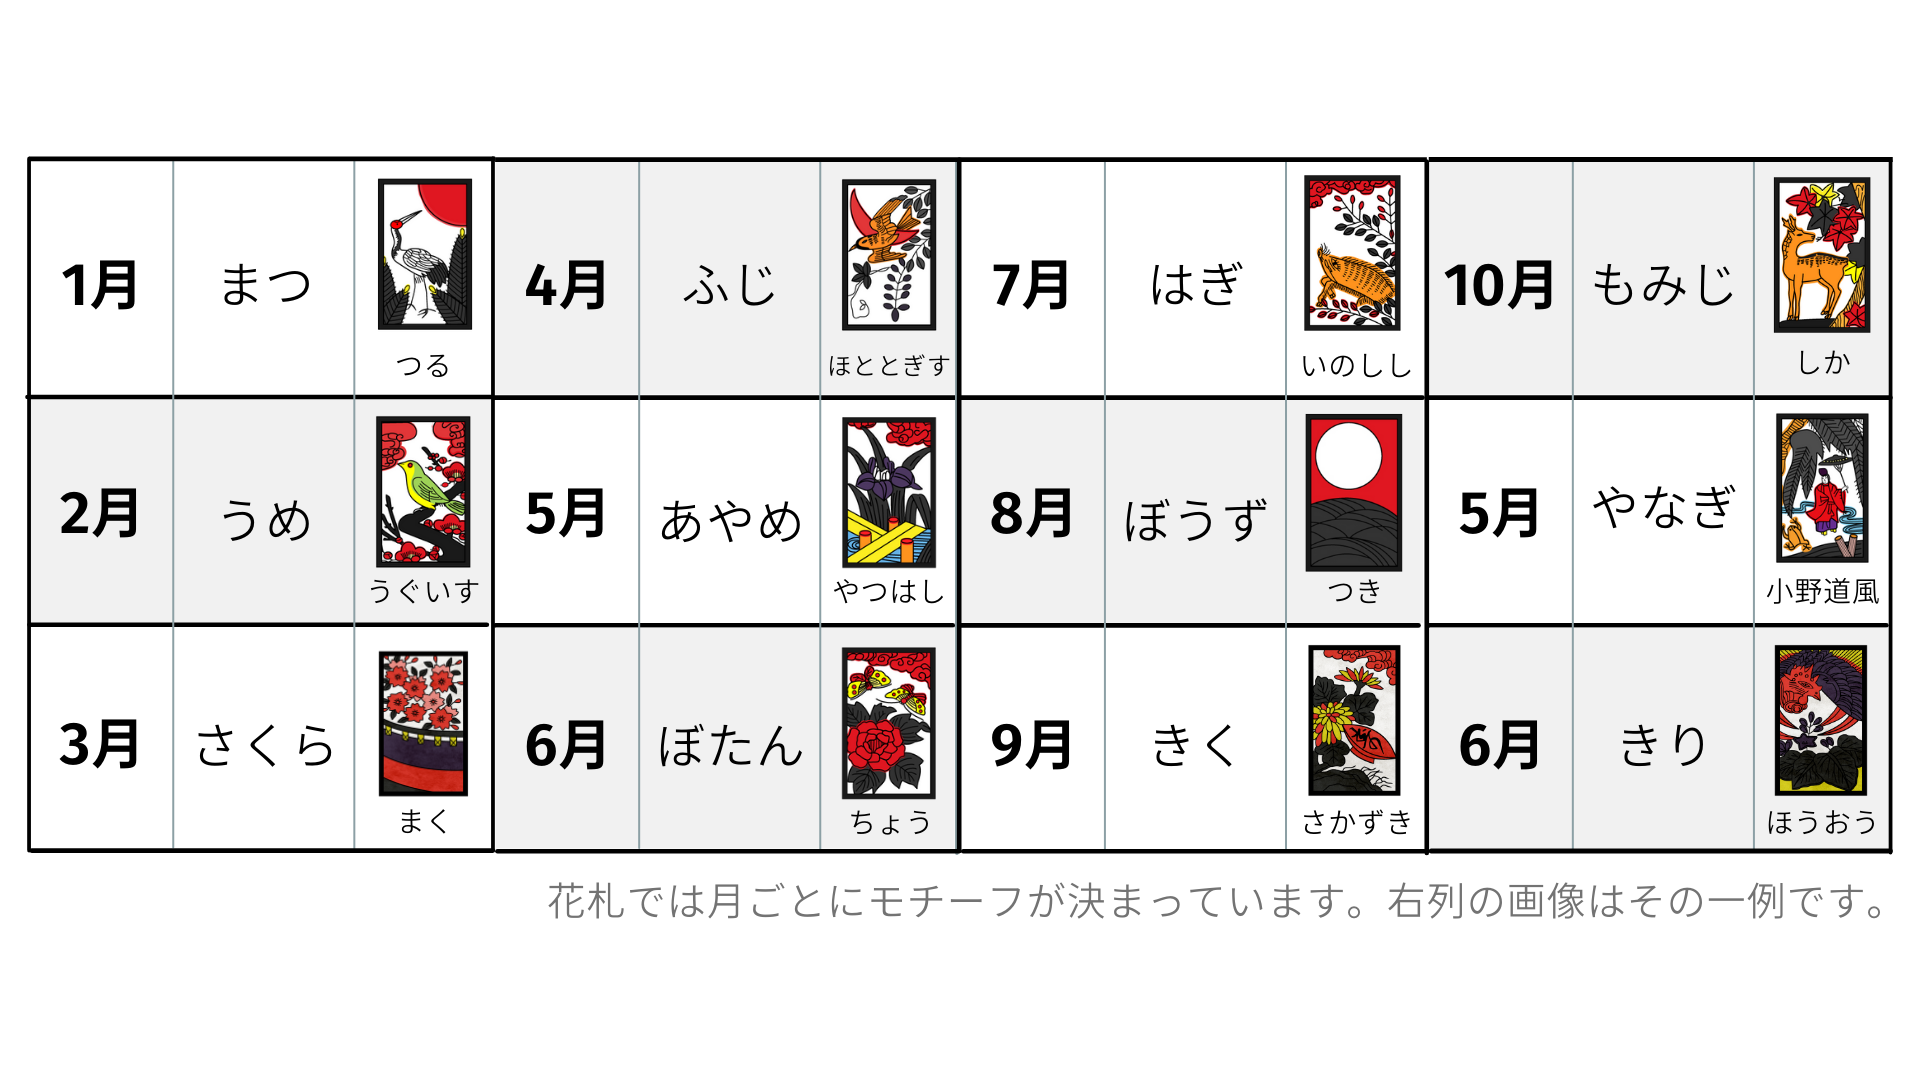 1月 まつ
つる
2月 うめ
うぐいす
3月 さくら
まく
4月 ふじ
ほととぎす
5月 あやめ
やつはし
6月 ぼたん
ちょう
7月 はぎ
いのしし
8月 ぼうず
つき
9月 きく
さかずき
10月 もみじ
しか
5月 やなぎ
小野道風
6月 きり
ほうおう
花札では月ごとにモチーフが決まっています。右列の画像はその一例です。